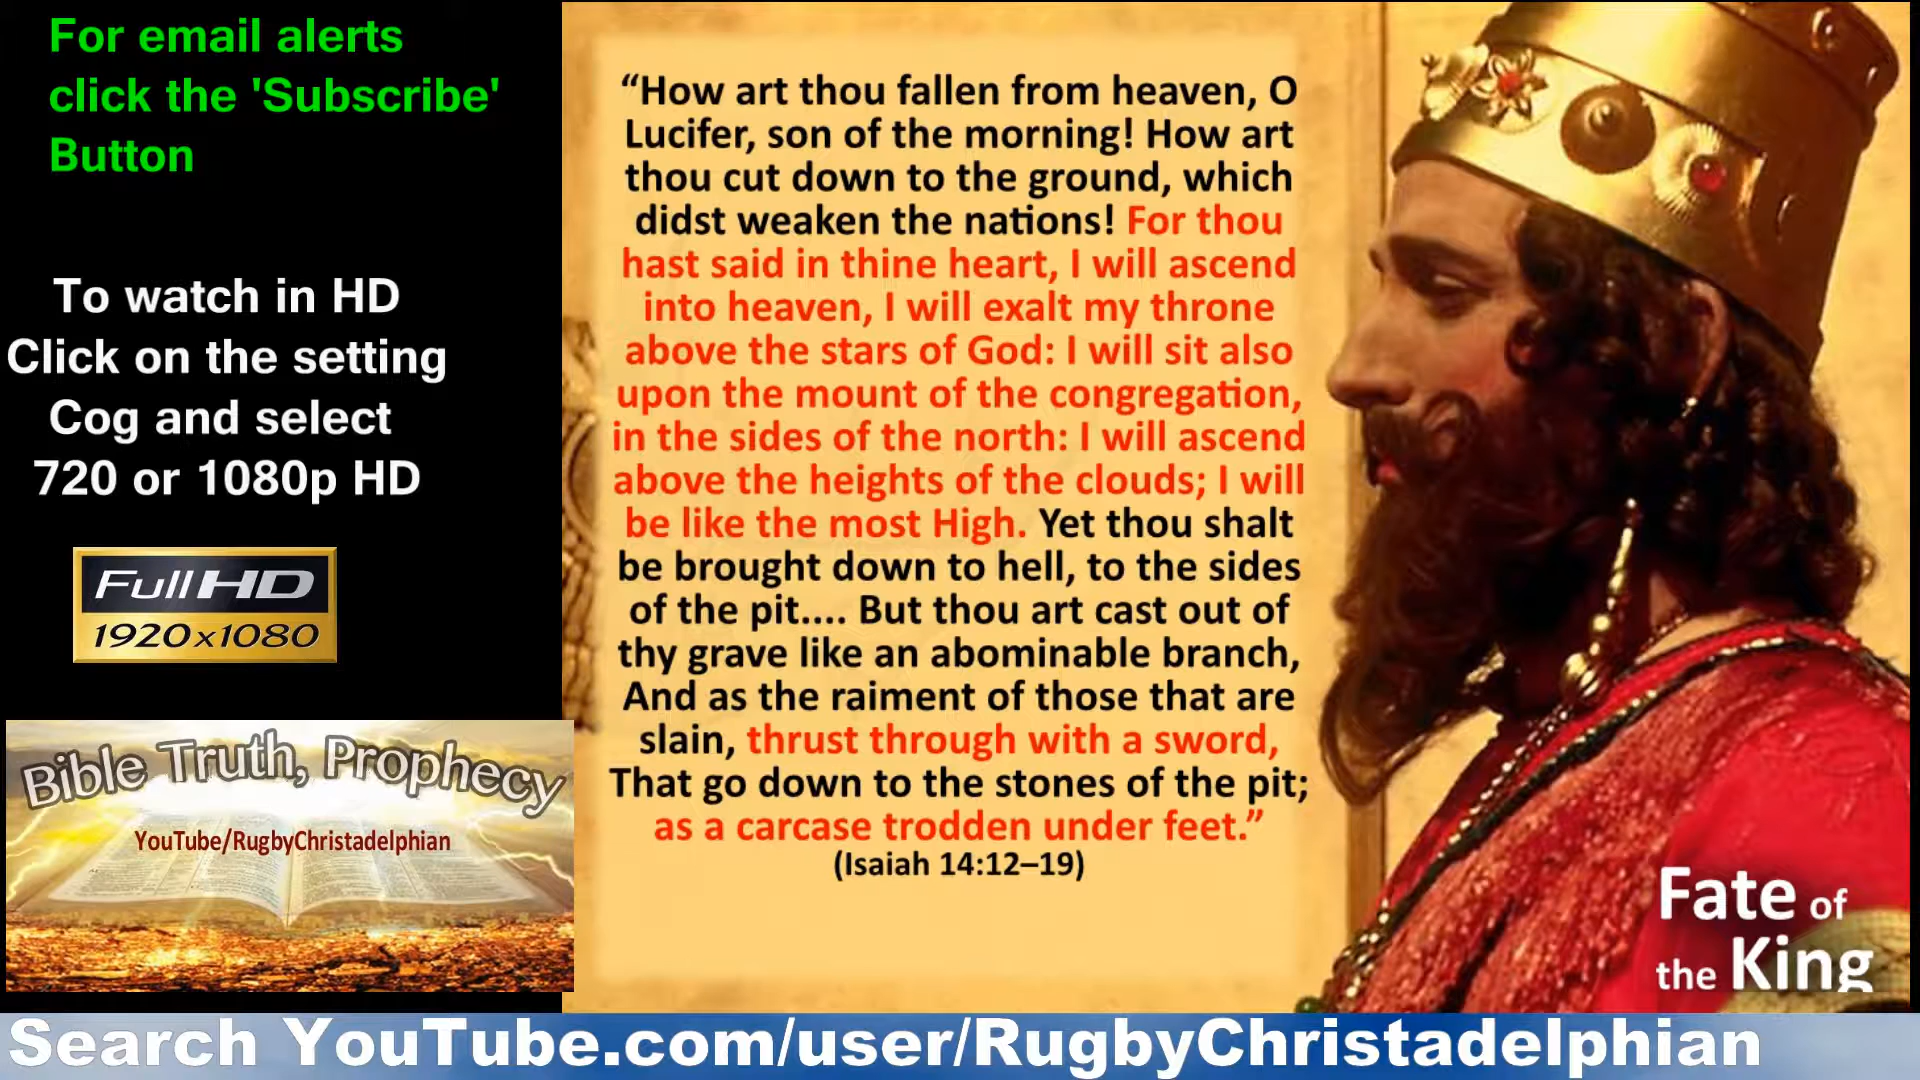 For email alerts
click the 'Subscribe'
Button
To watch in HD
Click on the setting
Cog and select
720 or 1080p HD
Full HD
1920x1080
Bible Truth, Prophecy
YouTube/RugbyChristadelphian
“How art thou fallen from heaven, O
Lucifer, son of the morning! How art
thou cut down to the ground, which
didst weaken the nations! For thou
hast said in thine heart, I will ascend
into heaven, I will exalt my throne
above the stars of God: I will sit also
upon the mount of the congregation,
in the sides of the north: I will ascend
above the heights of the clouds; I will
be like the most High. Yet thou shalt
be brought down to hell, to the sides
of the pit.... But thou art cast out of
thy grave like an abominable branch,
And as the raiment of those that are
slain, thrust through with a sword,
That go down to the stones of the pit;
as a carcase trodden under feet.”
(Isaiah 14:12–19)
Fate of
the King
Search YouTube.com/user/RugbyChristadelphian